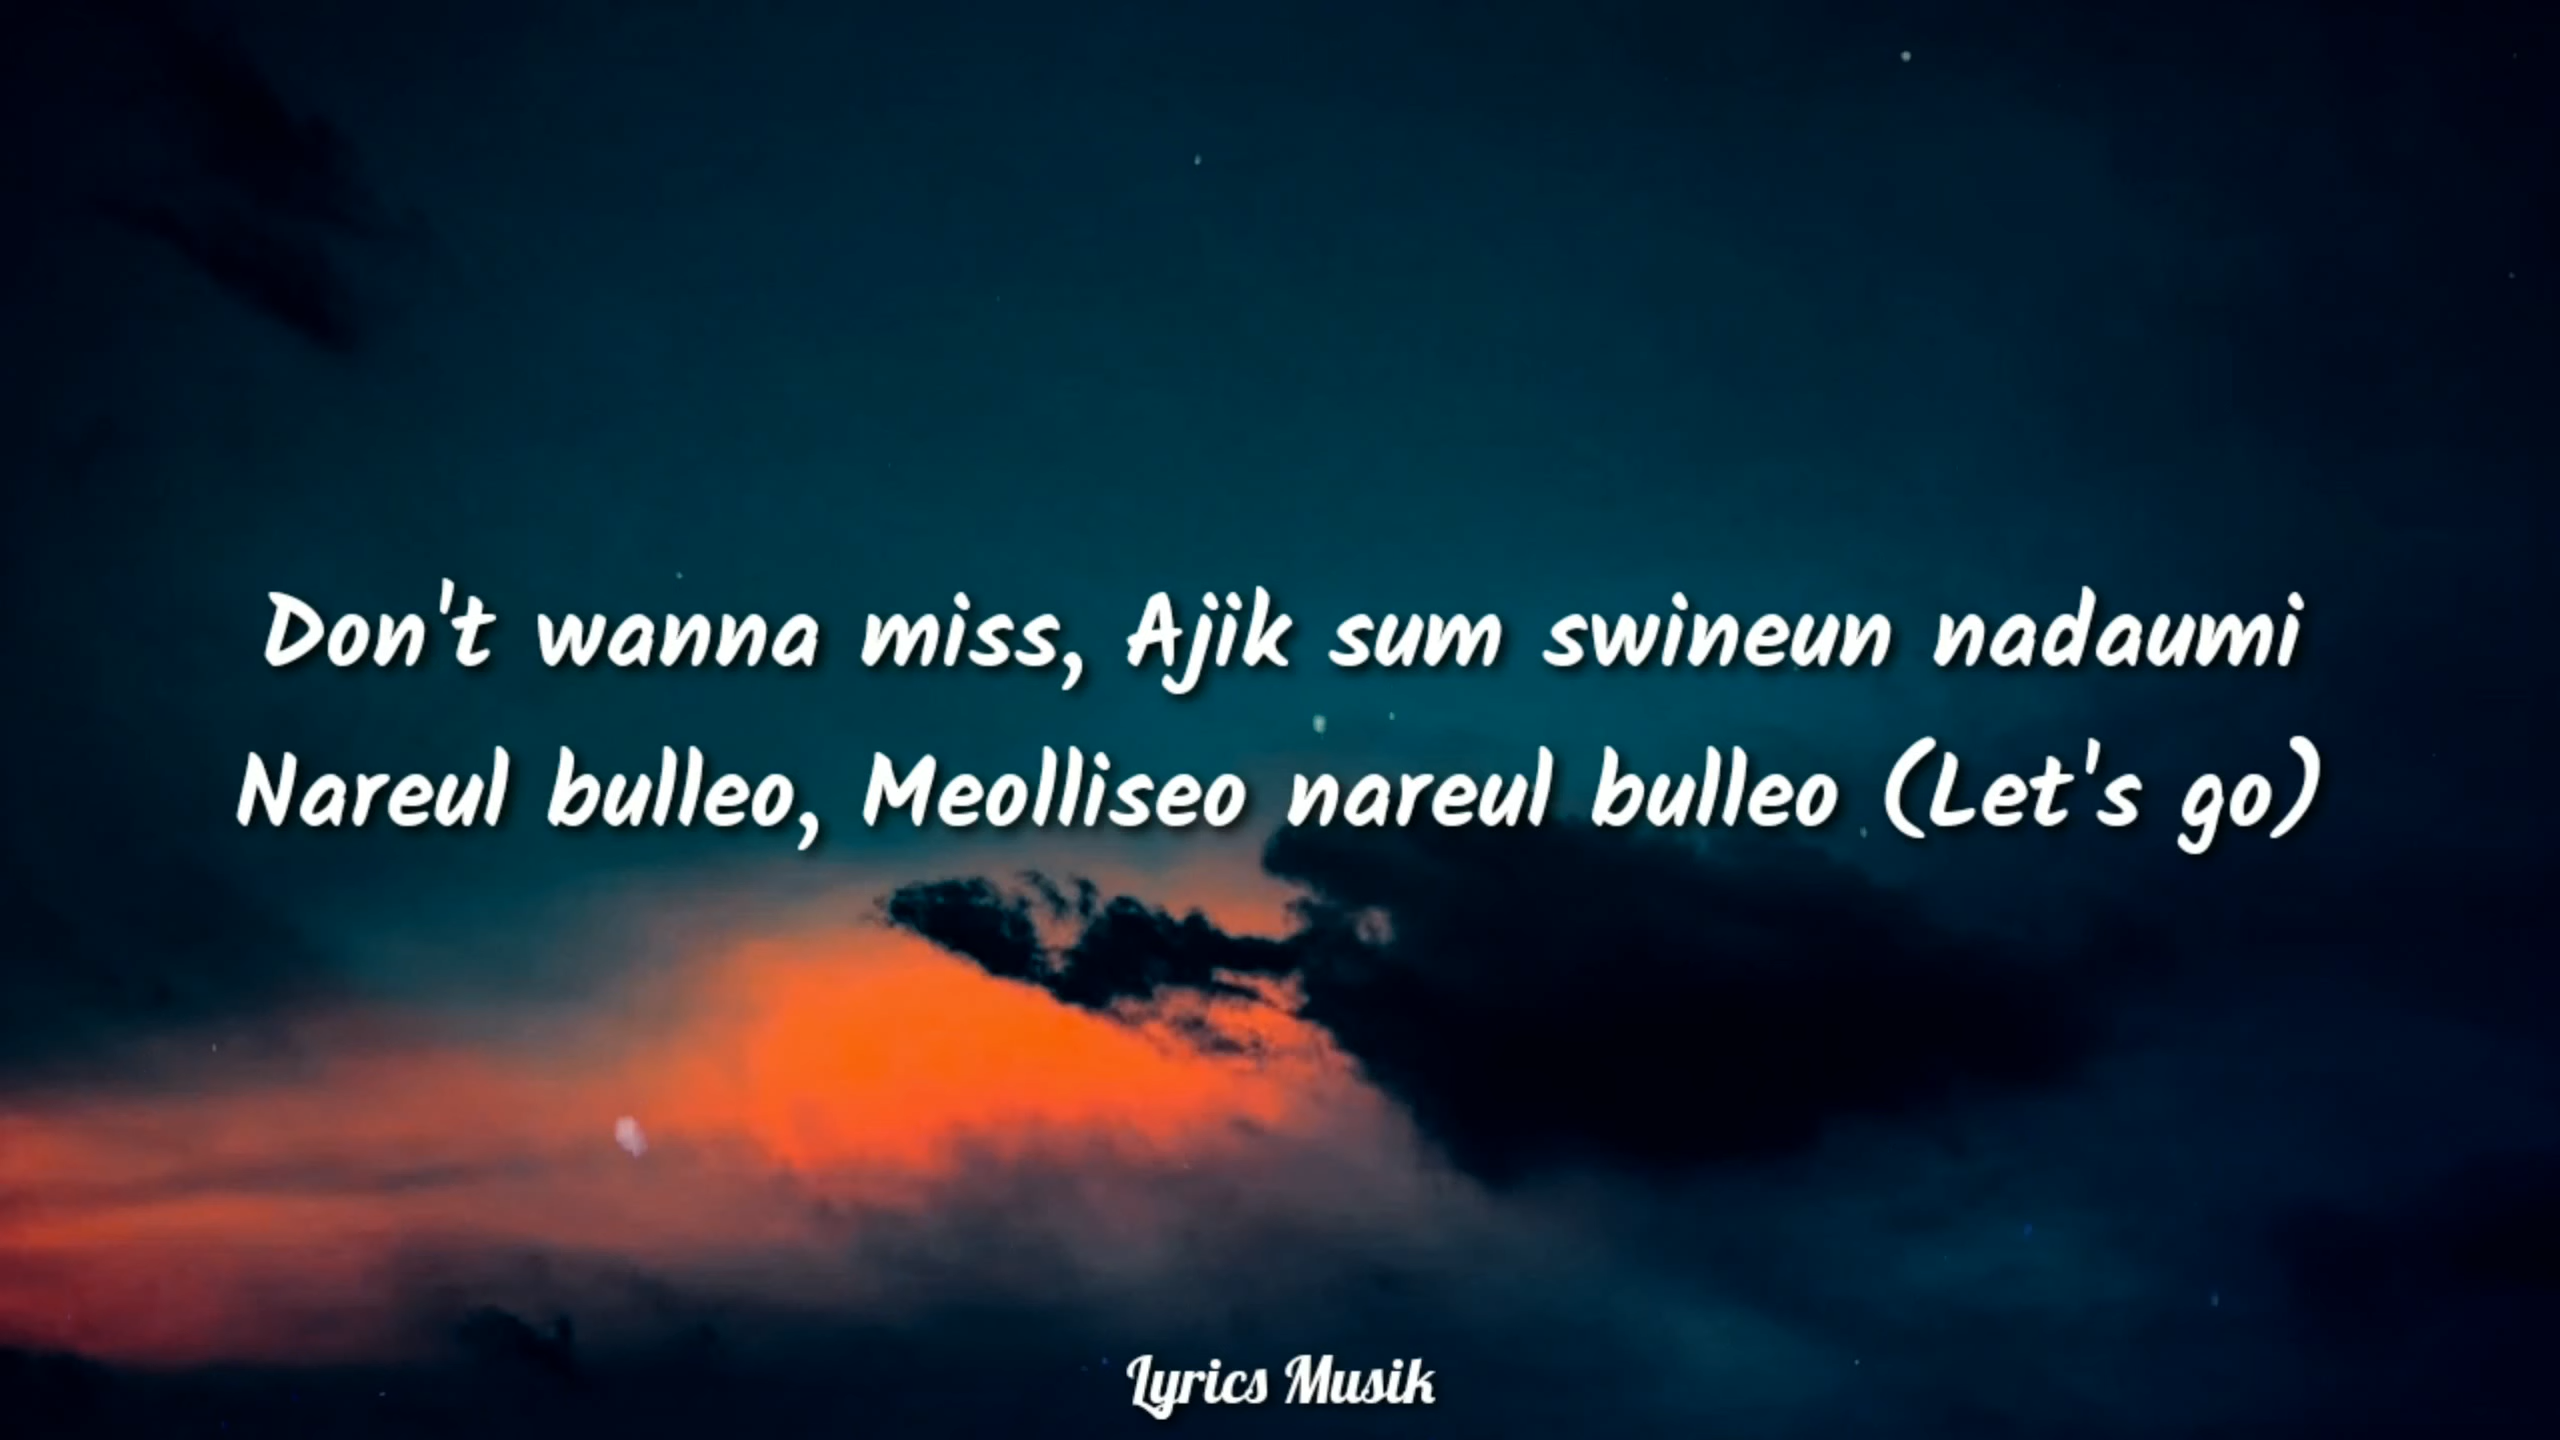 Don't wanna miss, Ajik sum swineun nadaumi
Nareul bulleo, Meolliseo nareul bulleo (Let's go)
Lyrics Musik